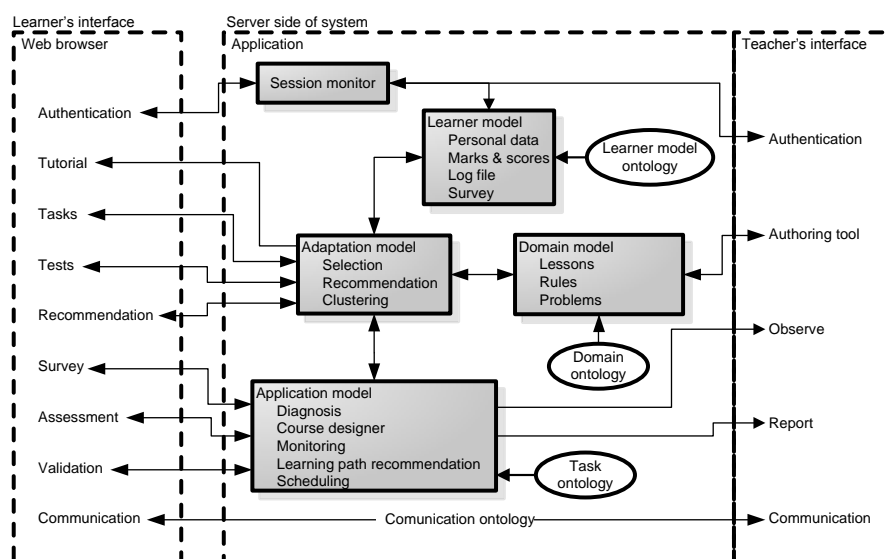 Learner's interface
Server side of system
Web browser
Application
Teacher's interface
Session monitor
Authentication
Tutorial
Tasks
Tests
Recommendation
Survey
Assessment
Validation
Communication
Learner model
Personal data
Marks & scores
Log file
Survey
Learner model
ontology
Adaptation model
Selection
Recommendation
Clustering
Domain model
Lessons
Rules
Problems
Domain
ontology
Application model
Diagnosis
Course designer
Monitoring
Learning path recommendation
Scheduling
Task
ontology
Comunication ontology
Authentication
Authoring tool
Observe
Report
Communication